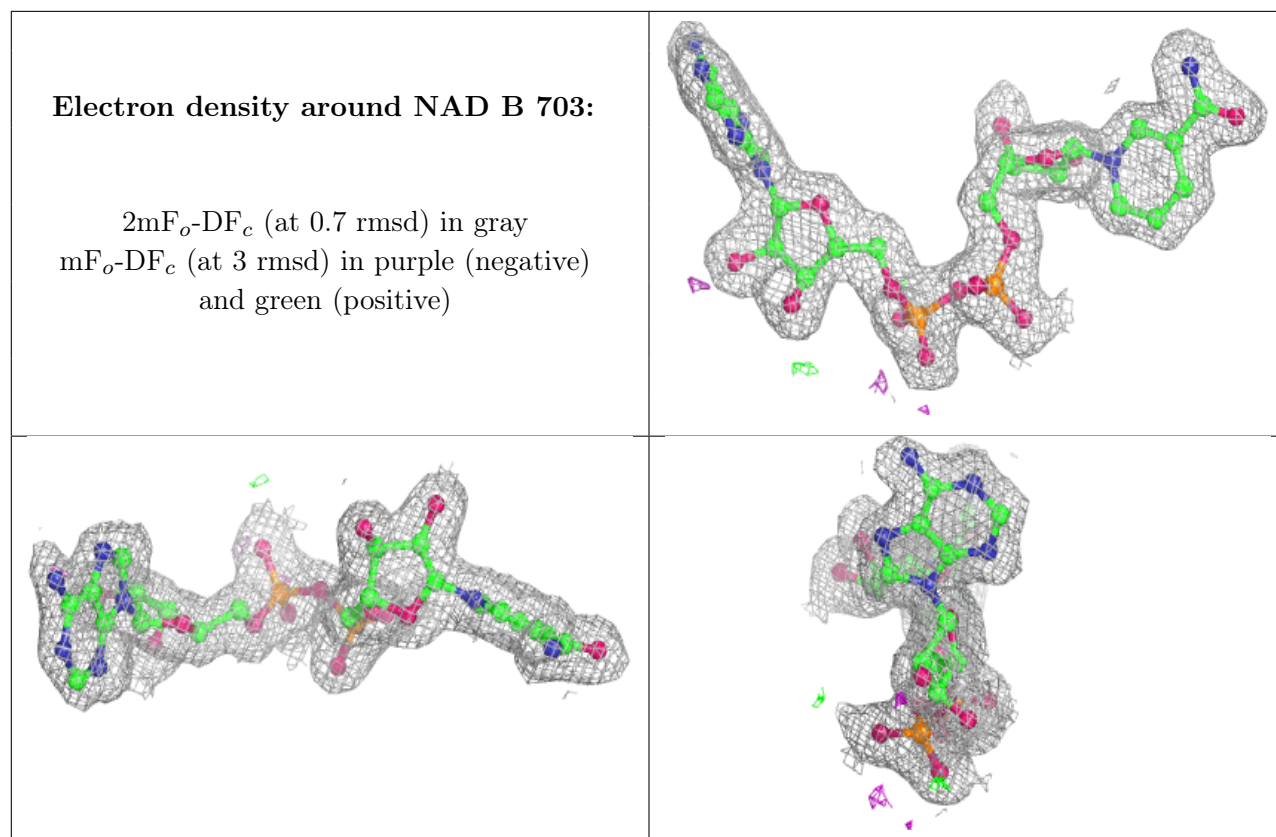 Electron density around NAD B 703:
2mFo-DFc (at 0.7 rmsd) in gray
mFo-DFc (at 3 rmsd) in purple (negative)
and green (positive)